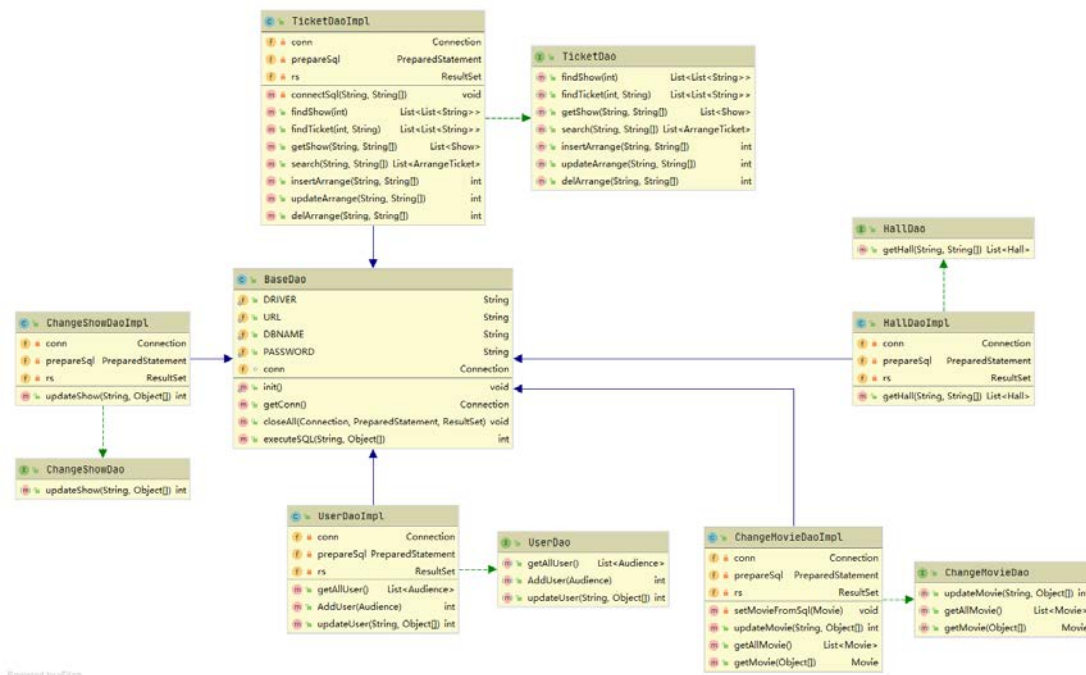 TicketDaoImpl
conn Connection
prepareSql PreparedStatement
rs ResultSet
connectSql(String, String[]) void
findShow(int) List<List<String>>
findTicket(int, String) List<List<String>>
getShow(String, String[]) List<Show>
search(String, String[]) List<ArrangeTicket>
insertArrange(String, String[]) int
updateArrange(String, String[]) int
delArrange(String, String[]) int
TicketDao
findShow(int) List<List<String>>
findTicket(int, String) List<List<String>>
getShow(String, String[]) List<Show>
search(String, String[]) List<ArrangeTicket>
insertArrange(String, String[]) int
updateArrange(String, String[]) int
delArrange(String, String[]) int
HallDao
getHall(String, String[]) List<Hall>
BaseDao
DRIVER String
URL String
DBNAME String
PASSWORD String
conn Connection
init() void
getConn() Connection
closeAll(Connection, PreparedStatement, ResultSet) void
executeSQL(String, Object[]) int
ChangeShowDaoImpl
conn Connection
prepareSql PreparedStatement
rs ResultSet
updateShow(String, Object[]) int
HallDaoImpl
conn Connection
prepareSql PreparedStatement
rs ResultSet
getHall(String, String[]) List<Hall>
ChangeShowDao
updateShow(String, Object[]) int
UserDaoImpl
conn Connection
prepareSql PreparedStatement
rs ResultSet
getAllUser() List<Audience>
AddUser(Audience) int
updateUser(String, Object[]) int
UserDao
getAllUser() List<Audience>
AddUser(Audience) int
updateUser(String, Object[]) int
ChangeMovieDaoImpl
conn Connection
prepareSql PreparedStatement
rs ResultSet
setMovieFromSql(Movie) void
updateMovie(String, Object[]) int
getAllMovie() List<Movie>
getMovie(Object[]) Movie
ChangeMovieDao
updateMovie(String, Object[]) int
getAllMovie() List<Movie>
getMovie(Object[]) Movie